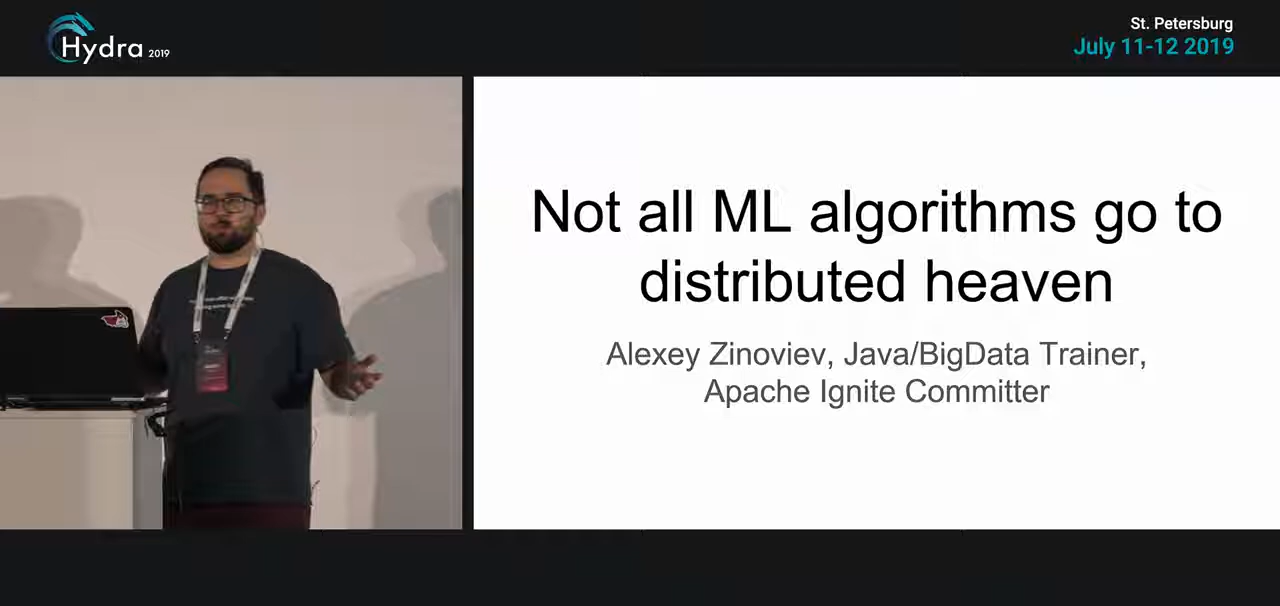 Hydra 2019
St. Petersburg
July 11-12 2019
Not all ML algorithms go to
distributed heaven
Alexey Zinoviev, Java/BigData Trainer,
Apache Ignite Committer